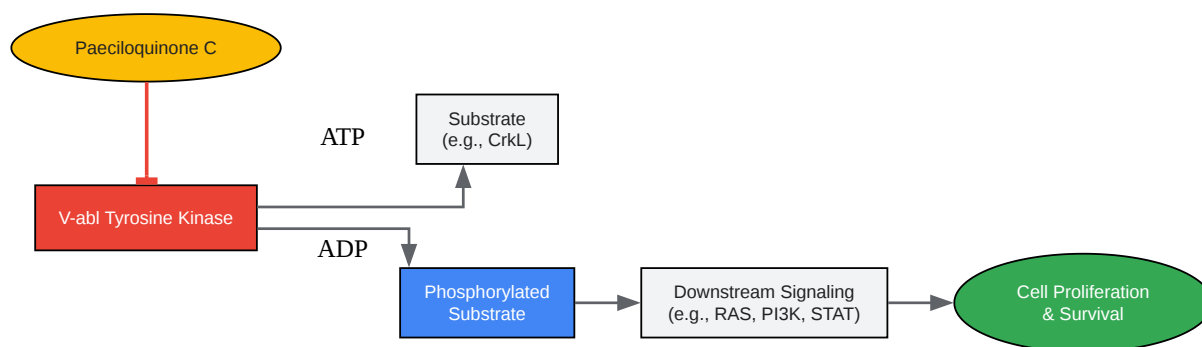 Paeciloquinone C
Substrate
(e.g., CrkL)
ATP
V-abl Tyrosine Kinase
ADP
Phosphorylated
Substrate
Downstream Signaling
(e.g., RAS, PI3K, STAT)
Cell Proliferation
& Survival